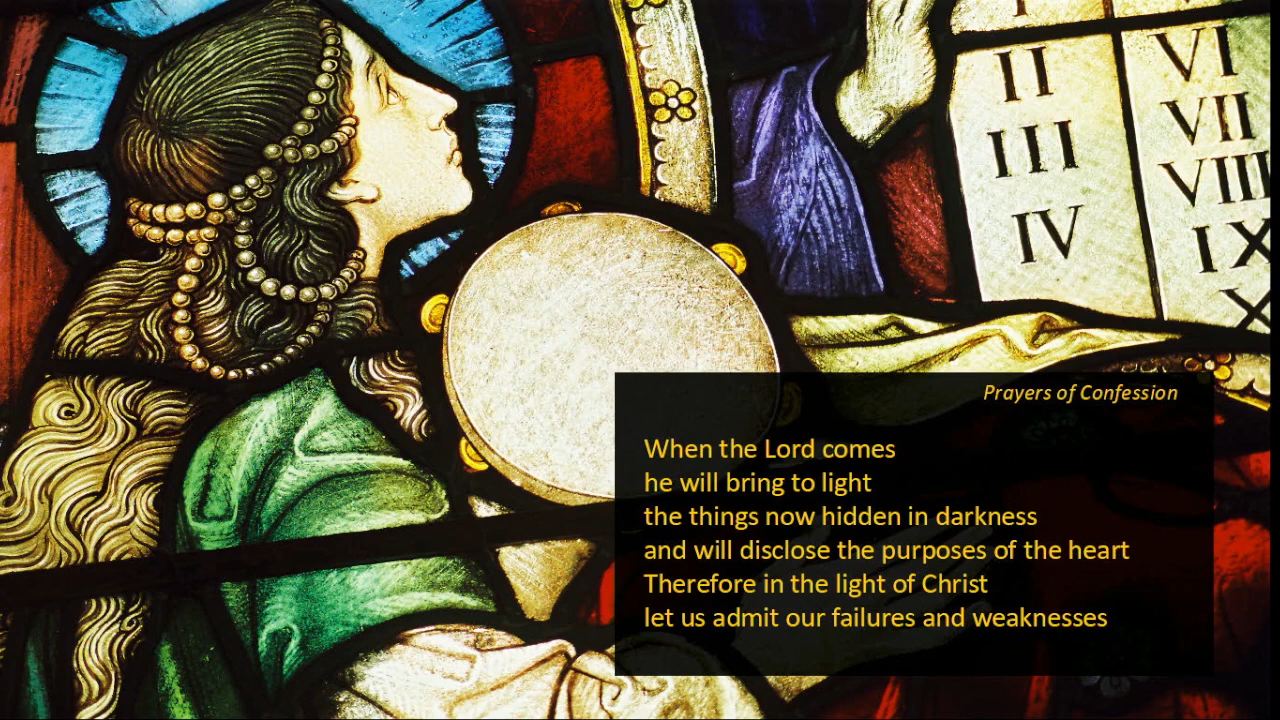 I
II
III
IV
VI
VII
VIII
IX
X
Prayers of Confession
When the Lord comes
he will bring to light
the things now hidden in darkness
and will disclose the purposes of the heart
Therefore in the light of Christ
let us admit our failures and weaknesses